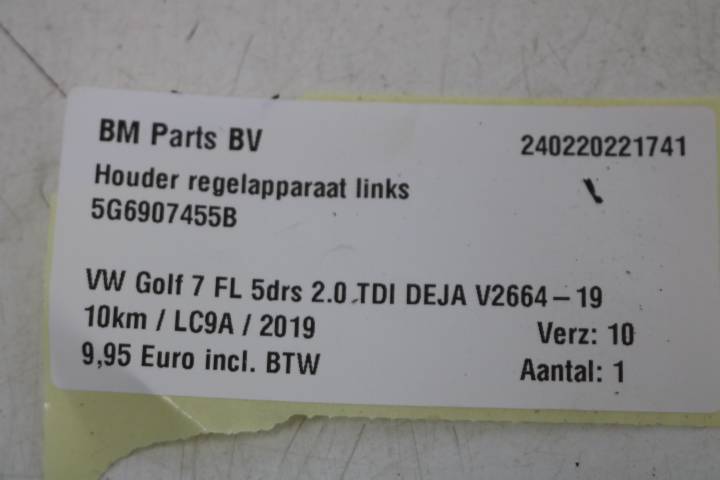 BM Parts BV 240220221741
Houder regelapparaat links
5G6907455B
VW Golf 7 FL 5drs 2.0 TDI DEJA V2664-19
10km / LC9A / 2019 Verz: 10
9,95 Euro incl. BTW Aantal: 1